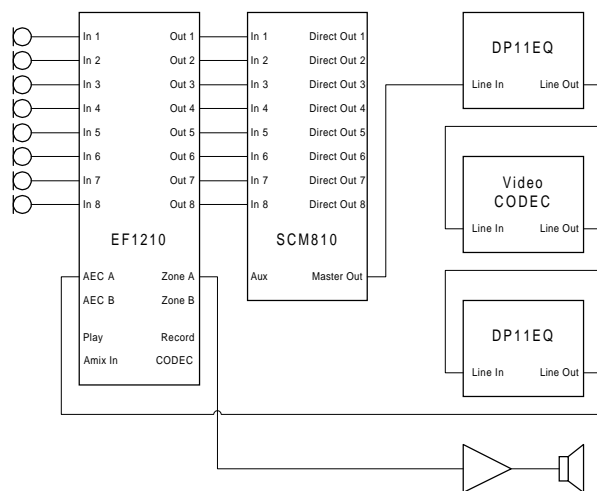 In 1 Out 1 In 1 Direct Out 1
In 2 Out 2 In 2 Direct Out 2
In 3 Out 3 In 3 Direct Out 3
In 4 Out 4 In 4 Direct Out 4
In 5 Out 5 In 5 Direct Out 5
In 6 Out 6 In 6 Direct Out 6
In 7 Out 7 In 7 Direct Out 7
In 8 Out 8 In 8 Direct Out 8
EF1210
SCM810
AEC A Zone A
AEC B Zone B
Play Record
Amix In CODEC
Aux Master Out
DP11EQ
Line In Line Out
Video
CODEC
Line In Line Out
DP11EQ
Line In Line Out